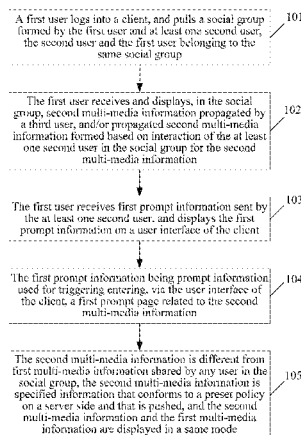 A first user logs into a client, and pulls a social group
formed by the first user and at least one second user,
the second user and the first user belonging to the
same social group
101
The first user receives and displays, in the social
group, second multi-media information propagated by
a third user, and/or propagated second multi-media
information formed based on interaction of the at least
one second user in the social group for the second
multi-media information
102
The first user receives first prompt information sent by
the at least one second user, and displays the first
prompt information on a user interface of the client
103
The first prompt information being prompt information
used for triggering entering, via the user interface of
the client, a first prompt page related to the second
multi-media information
104
The second multi-media information is different from
first multi-media information shared by any user in the
social group, the second multi-media information is
specified information that conforms to a preset policy
on a server side and that is pushed, and the second
multi-media information and the first multi-media
information are displayed in a same mode
105